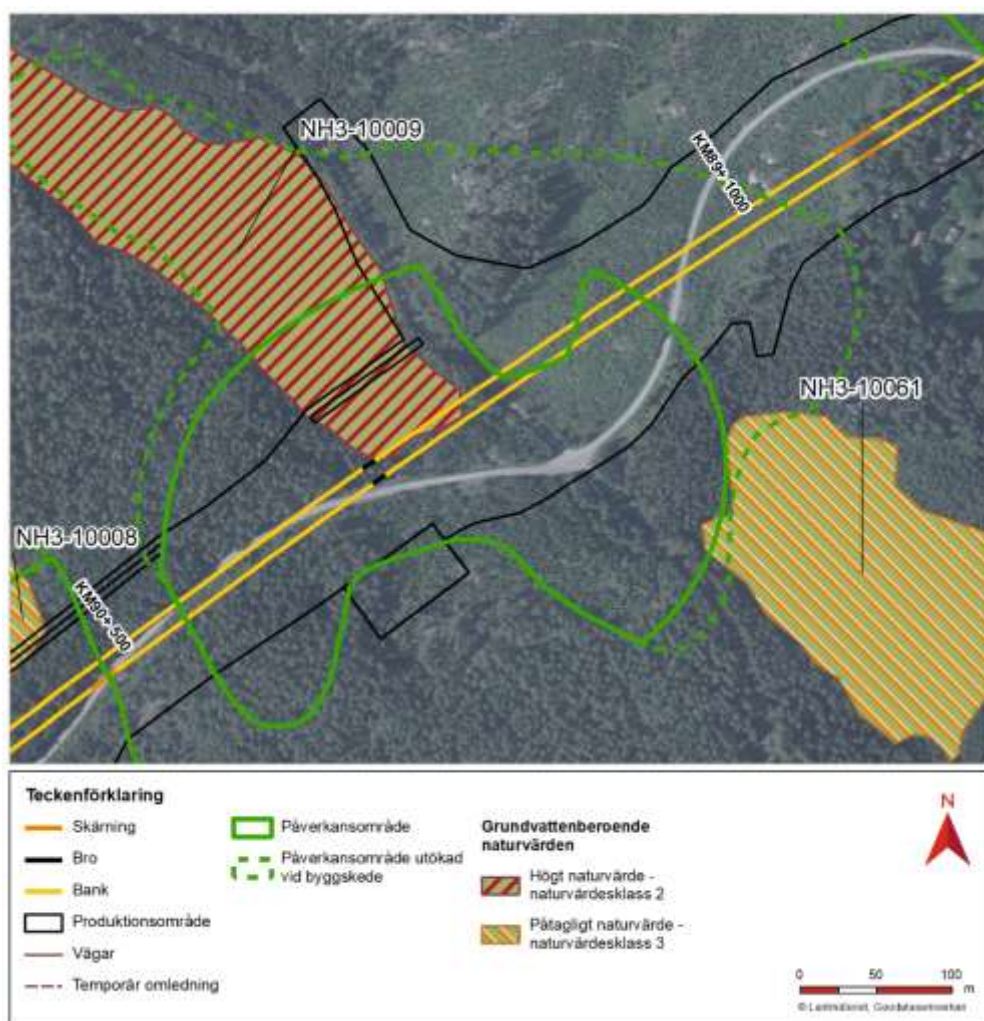 NH3-10009
KM89+ 1000
NH3-10061
NH3-10008
KM90+ 500
Teckenförklaring
Skärning
Bro
Bank
Produktionsområde
Vägar
Temporär omledning
Påverkansområde
Påverkansområde utökad
vid byggskede
Grundvattenberoende
naturvärden
Högt naturvärde -
naturvärdesklass 2
Påtagligt naturvärde -
naturvärdesklass 3
N
0 50 100
m
© Lantmäteriet, Geodatasamverkan